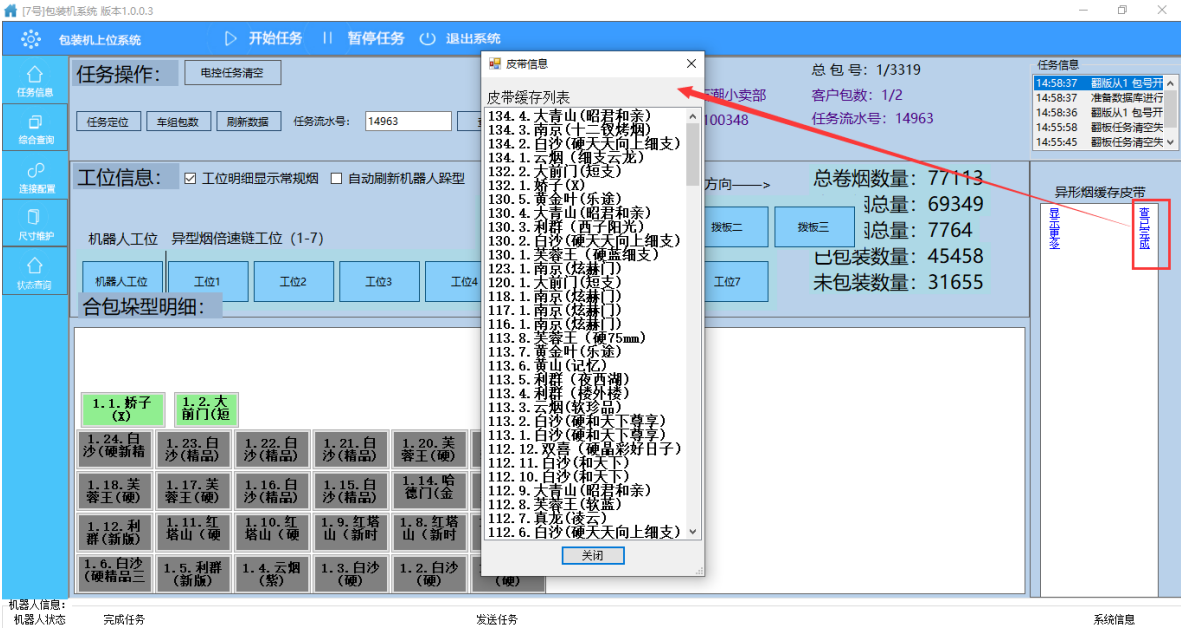 [7号]包装机系统 版本1.0.0.3
包装机上位系统
开始任务
暂停任务
退出系统
任务信息
综合查询
连接配置
尺寸维护
状态查询
任务操作:
电控任务清空
任务定位
车组包数
刷新数据
任务流水号:
14963
总 包 号: 1/3319
潮小卖部
客户包数: 1/2
100348
任务流水号: 14963
任务信息
14:58:37 翻版从1 包号开
14:58:37 准备数据库进行
14:58:36 翻版从1 包号开
14:55:58 翻板任务清空失
14:55:45 翻版任务清空失
工位信息:
工位明细显示常规烟
自动刷新机器人跺型
方向——>
总卷烟数量: 77113
烟总量: 69349
烟总量: 7764
已包装数量: 45458
未包装数量: 31655
机器人工位
异型烟倍速链工位 (1-7)
拨板二
拨板三
机器人工位
工位1
工位2
工位3
工位4
工位7
合包垛型明细:
异形烟缓存皮带
显示更多
查已完成
皮带信息
皮带缓存列表
134.4.大青山(昭君和亲)
134.3.南京(十二钗烤烟)
134.2.白沙(硬天天向上细支)
134.1.云烟（细支云龙）
132.2.大前门(短支)
132.1.娇子(X)
130.5.黄金叶(乐途)
130.4.大青山(昭君和亲)
130.3.利群（西子阳光）
130.2.白沙(硬天天向上细支)
130.1.芙蓉王（硬蓝细支)
123.1.南京(炫赫门)
120.1.大前门(短支)
118.1.南京(炫赫门)
117.1.南京(炫赫门)
116.1.南京(炫赫门)
113.8.芙蓉王（硬75mm)
113.7.黄金叶(乐途)
113.6.黄山(记忆)
113.5.利群（夜西湖)
113.4.利群（楼外楼）
113.3.云烟(软珍品)
113.2.白沙(硬和天下尊享)
113.1.白沙(硬和天下尊享)
112.12.双喜（硬晶彩好日子)
112.11.白沙(和天下)
112.10.白沙(和天下)
112.9.大青山(昭君和亲)
112.8.芙蓉王(软蓝)
112.7.真龙(凌云)
112.6.白沙(硬天天向上细支)
关闭
1.1.娇子
(X)
1.2.大
前门(短
1.24.白
沙(硬新精
1.23.白
沙(精品)
1.22.白
沙(精品)
1.21.白
沙(精品)
1.20.芙
蓉王(硬)
1.18.芙
蓉王(硬)
1.17.芙
蓉王(硬)
1.16.白
沙(精品)
1.15.白
沙(精品)
1.14.哈
德门(金
1.12.利
群(新版)
1.11.红
塔山（硬
1.10.红
塔山（硬
1.9.红塔
山（新时
1.8.红塔
山（新时
1.6.白沙
(硬精品三
1.5.利群
(新版)
1.4.云烟
(紫)
1.3.白沙
(硬)
1.2.白沙
(硬)
(硬)
机器人信息:
机器人状态
完成任务
发送任务
系统信息